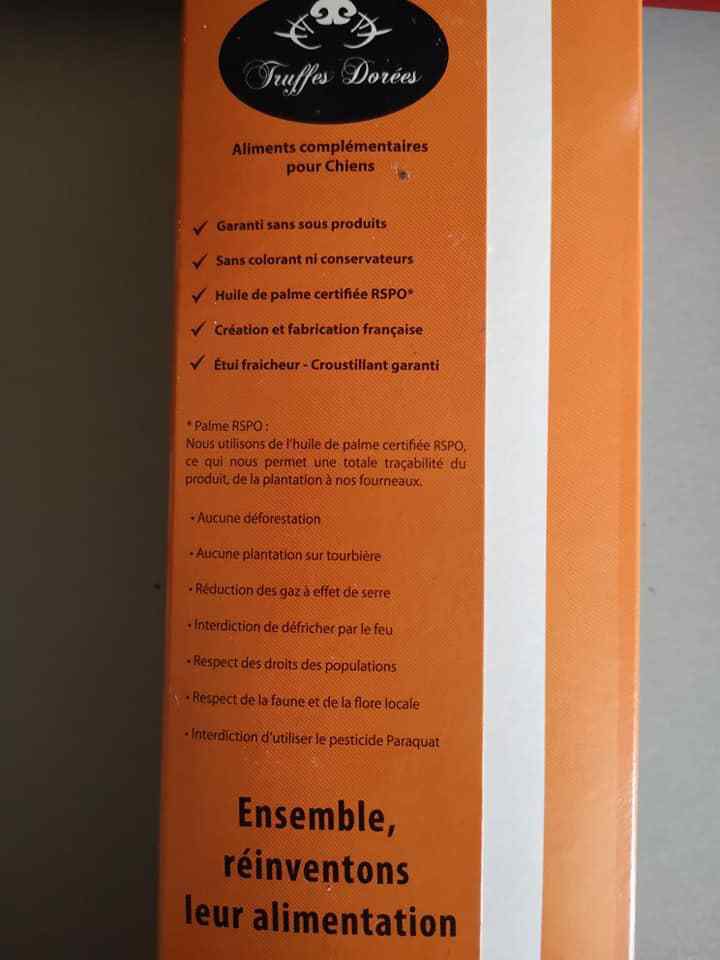 Truffes Dorées
Aliments complémentaires
pour Chiens
✓ Garanti sans sous produits
✓ Sans colorant ni conservateurs
✓ Huile de palme certifiée RSPO*
✓ Création et fabrication française
✓ Étui fraicheur - Croustillant garanti
* Palme RSPO :
Nous utilisons de l'huile de palme certifiée RSPO,
ce qui nous permet une totale traçabilité du
produit, de la plantation à nos fourneaux.
• Aucune déforestation
• Aucune plantation sur tourbière
• Réduction des gaz à effet de serre
• Interdiction de défricher par le feu
• Respect des droits des populations
• Respect de la faune et de la flore locale
• Interdiction d'utiliser le pesticide Paraquat
Ensemble,
réinventons
leur alimentation